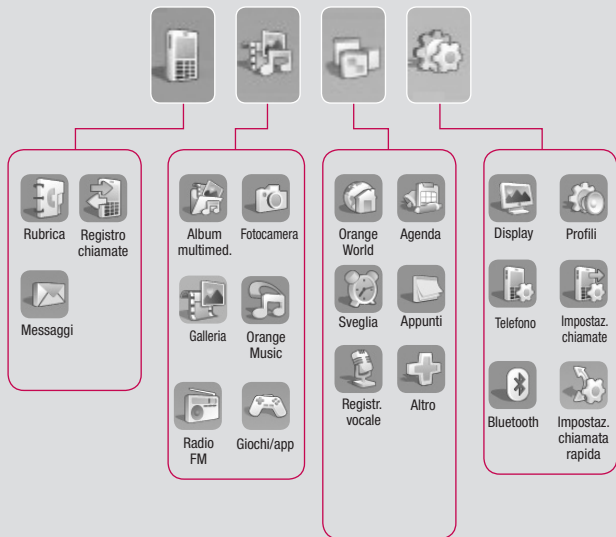 Rubrica
Registro
chiamate
Messaggi
Album
multimed.
Fotocamera
Galleria
Orange
Music
Radio
FM
Giochi/app
Orange
World
Agenda
Sveglia
Appunti
Registr.
vocale
Altro
Display
Profili
Telefono
Impostaz.
chiamate
Bluetooth
Impostaz.
chiamata
rapida